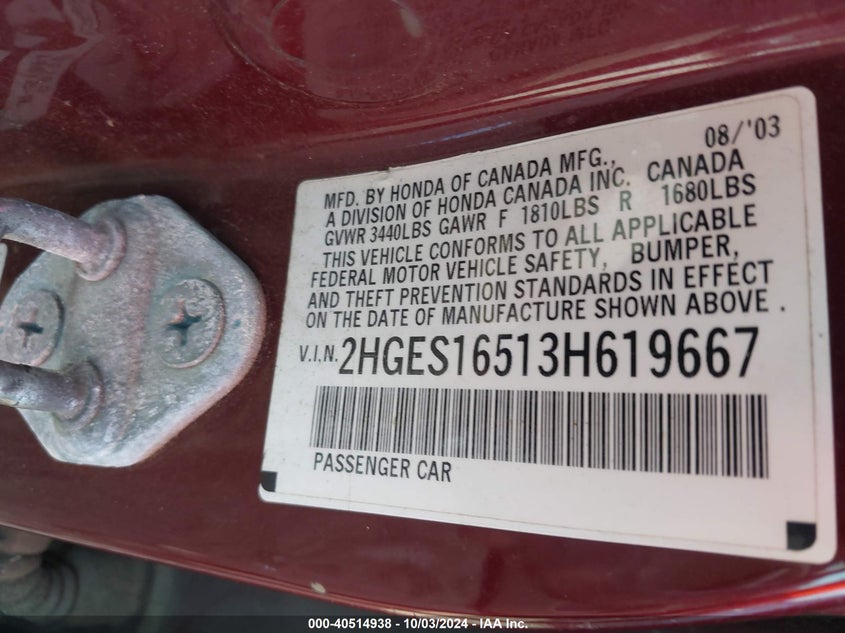 08/'03
MFD. BY HONDA OF CANADA MFG.,
A DIVISION OF HONDA CANADA INC. CANADA
GVWR 3440LBS GAWR F 1810LBS R 1680LBS
THIS VEHICLE CONFORMS TO ALL APPLICABLE
FEDERAL MOTOR VEHICLE SAFETY, BUMPER,
AND THEFT PREVENTION STANDARDS IN EFFECT
ON THE DATE OF MANUFACTURE SHOWN ABOVE .
V.I.N. 2HGES16513H619667
PASSENGER CAR
000-40514938 - 10/03/2024 - IAA Inc.